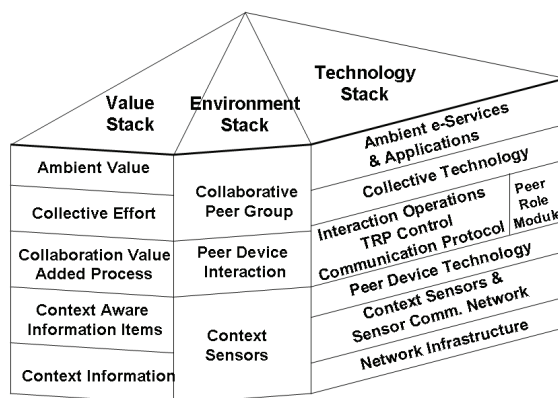 Value
Stack
Environment
Stack
Technology
Stack
Ambient Value
Collective Effort
Collaboration Value
Added Process
Context Aware
Information Items
Context Information
Collaborative
Peer Group
Peer Device
Interaction
Context
Sensors
Ambient e-Services
& Applications
Collective Technology
Interaction Operations
TRP Control
Communication Protocol
Peer
Role
Modul
Peer Device Technology
Context Sensors &
Sensor Comm. Network
Network Infrastructure